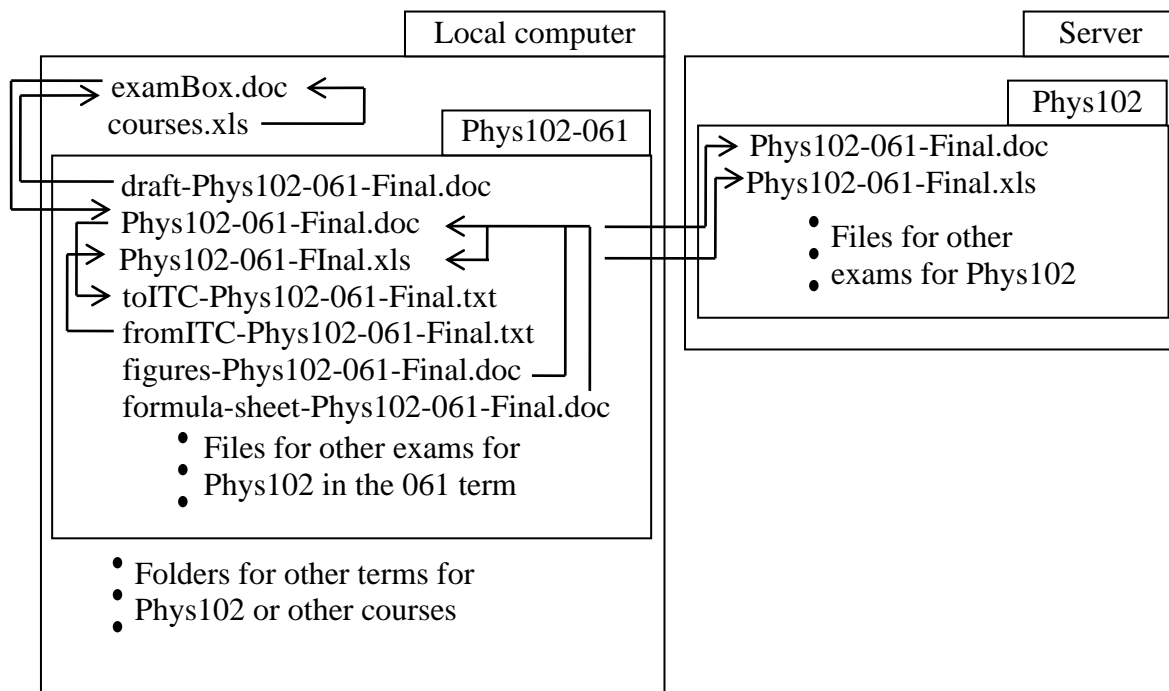 Local computer
Server
examBox.doc
courses.xls
Phys102-061
Phys102
draft-Phys102-061-Final.doc
Phys102-061-Final.doc
Phys102-061-FInal.xls
toITC-Phys102-061-Final.txt
fromITC-Phys102-061-Final.txt
figures-Phys102-061-Final.doc
formula-sheet-Phys102-061-Final.doc
Files for other exams for
Phys102 in the 061 term
Folders for other terms for
Phys102 or other courses
Phys102-061-Final.doc
Phys102-061-Final.xls
Files for other
exams for Phys102